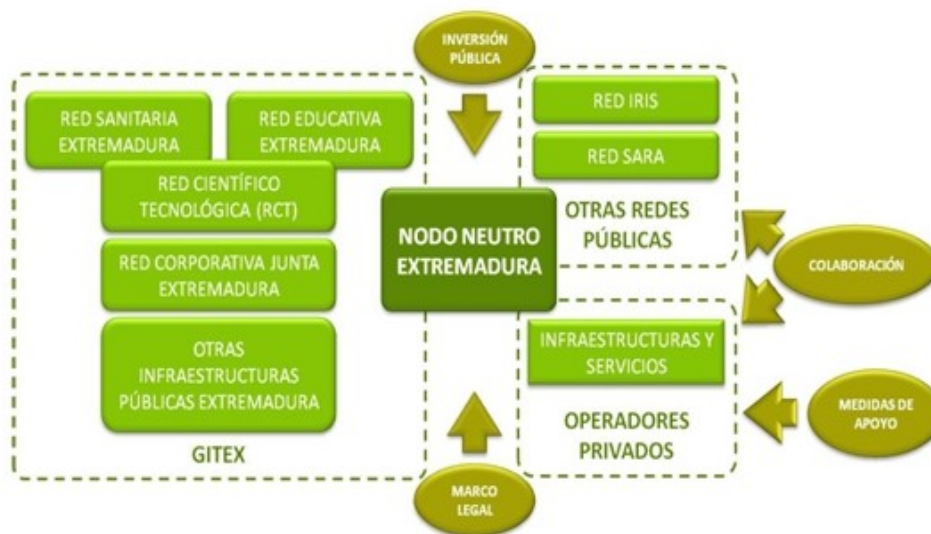 INVERSIÓN
PÚBLICA
RED SANITARIA
EXTREMADURA
RED EDUCATIVA
EXTREMADURA
RED CIENTÍFICO
TECNOLÓGICA (RCT)
RED CORPORATIVA JUNTA
EXTREMADURA
OTRAS
INFRAESTRUCTURAS
PÚBLICAS EXTREMADURA
GITEX
NODO NEUTRO
EXTREMADURA
RED IRIS
RED SARA
OTRAS REDES
PÚBLICAS
COLABORACIÓN
INFRAESTRUCTURAS Y
SERVICIOS
OPERADORES
PRIVADOS
MEDIDAS DE
APOYO
MARCO
LEGAL